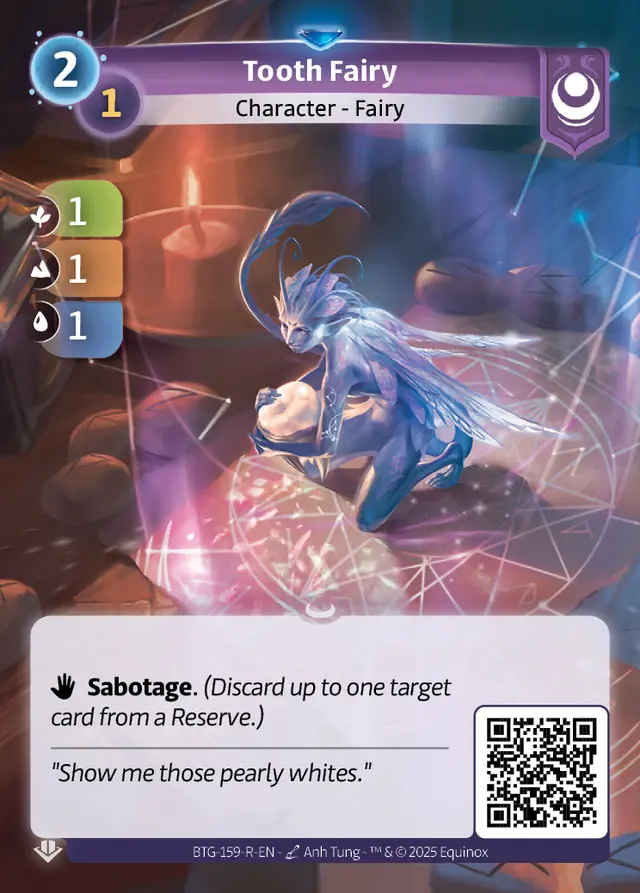 2
Tooth Fairy
1
Character - Fairy
1
1
1
Sabotage. (Discard up to one target
card from a Reserve.)
"Show me those pearly whites."
BTG-159-R-EN - Anh Tung - ™ & © 2025 Equinox